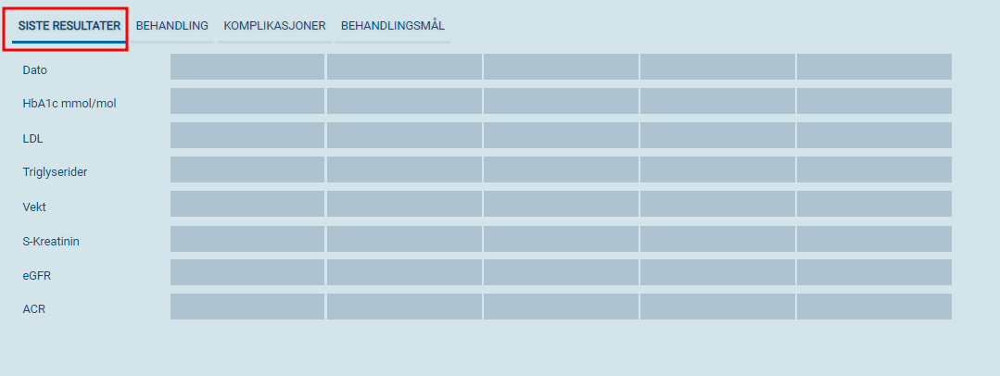 SISTE RESULTATER BEHANDLING KOMPLIKASJONER BEHANDLINGSMÅL
Dato
HbA1c mmol/mol
LDL
Triglyserider
Vekt
S-Kreatinin
eGFR
ACR